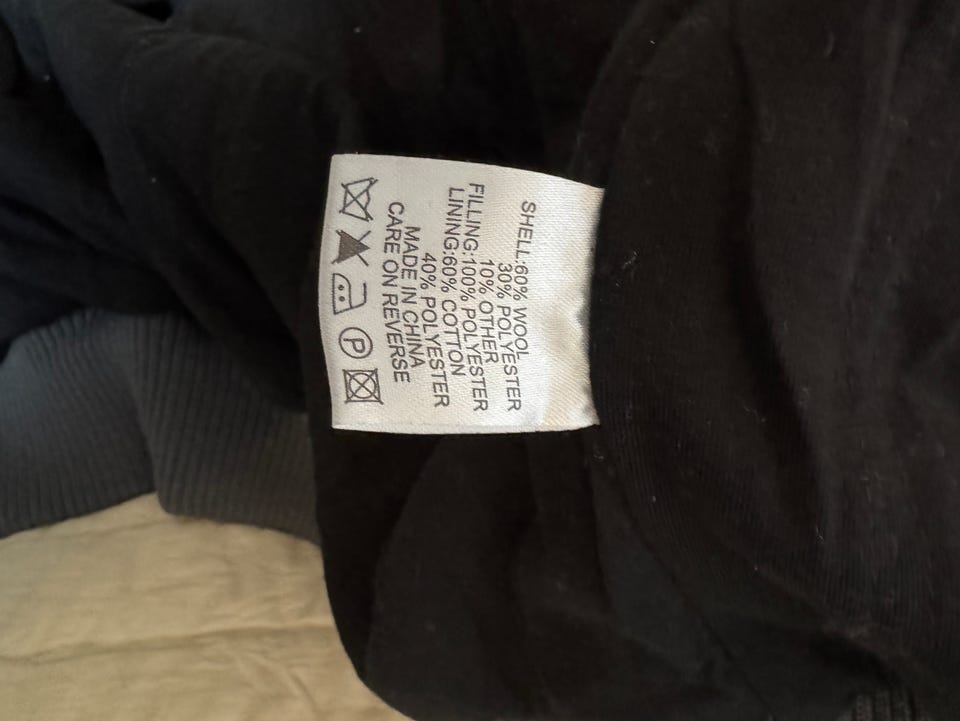 SHELL:60% WOOL
30% POLYESTER
10% OTHER
FILLING:100% POLYESTER
LINING:60% COTTON
40% POLYESTER
MADE IN CHINA
CARE ON REVERSE
P